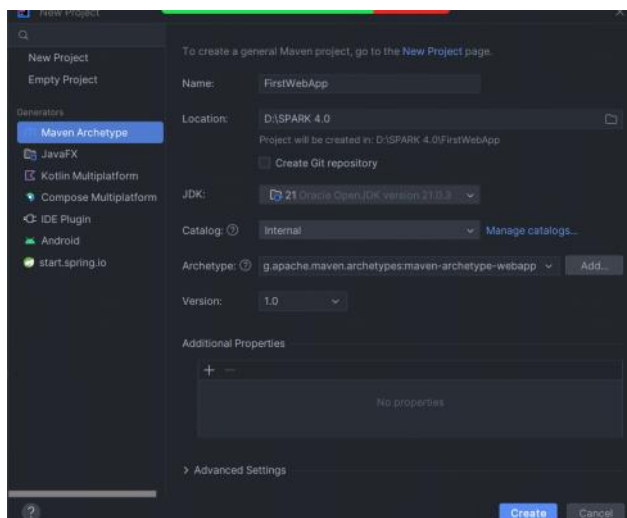 New Project
New Project
Empty Project
Generators
Maven Archetype
JavaFX
Kotlin Multiplatform
Compose Multiplatform
IDE Plugin
Android
start.spring.io
To create a general Maven project, go to the New Project page.
Name: FirstWebApp
Location: D:\SPARK 4.0
Project will be created in: D:\SPARK 4.0\FirstWebApp
Create Git repository
JDK: 21 Oracle OpenJDK version 21.0.3
Catalog: ? Internal Manage catalogs...
Archetype: ? g.apache.maven.archetypes:maven-archetype-webapp Add...
Version: 1.0
Additional Properties
+ −
No properties
> Advanced Settings
? Create Cancel